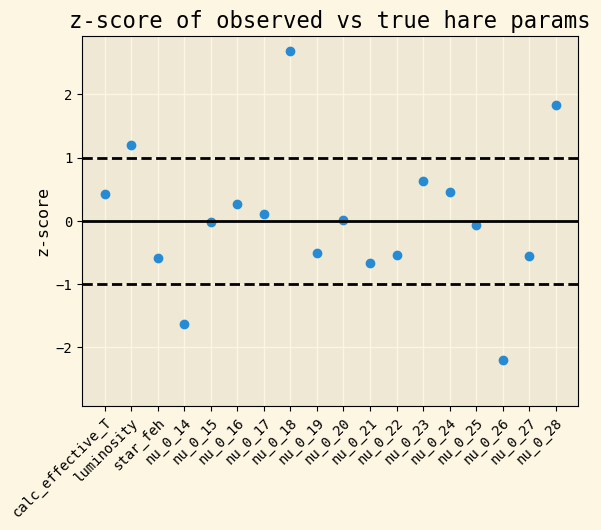 z-score of observed vs true hare params
z-score
2
1
0
−1
−2
calc_effective_T
luminosity
star_feh
nu_0_14
nu_0_15
nu_0_16
nu_0_17
nu_0_18
nu_0_19
nu_0_20
nu_0_21
nu_0_22
nu_0_23
nu_0_24
nu_0_25
nu_0_26
nu_0_27
nu_0_28